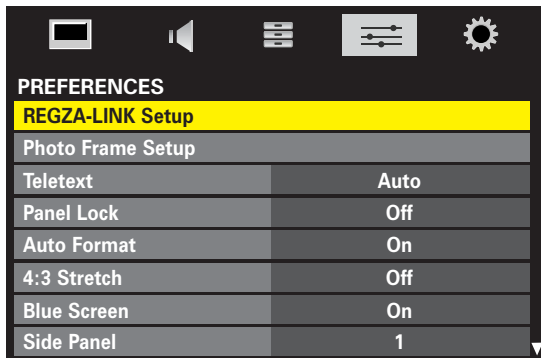 PREFERENCES
REGZA-LINK Setup
Photo Frame Setup
Teletext Auto
Panel Lock Off
Auto Format On
4:3 Stretch Off
Blue Screen On
Side Panel 1